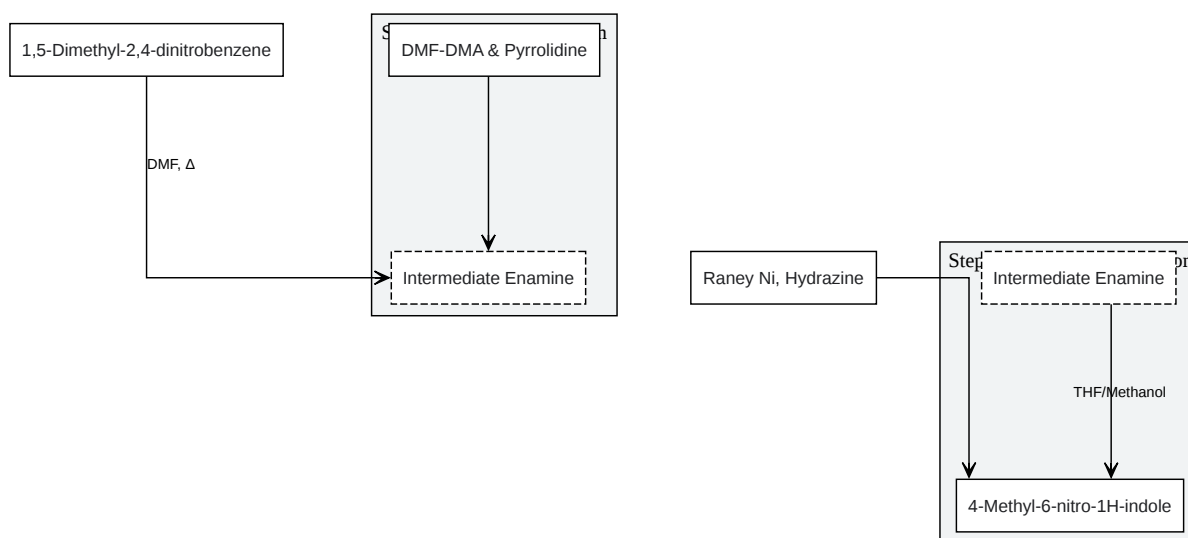 1,5-Dimethyl-2,4-dinitrobenzene
DMF-DMA & Pyrrolidine
DMF, Δ
Intermediate Enamine
Raney Ni, Hydrazine
Step
Intermediate Enamine
THF/Methanol
4-Methyl-6-nitro-1H-indole